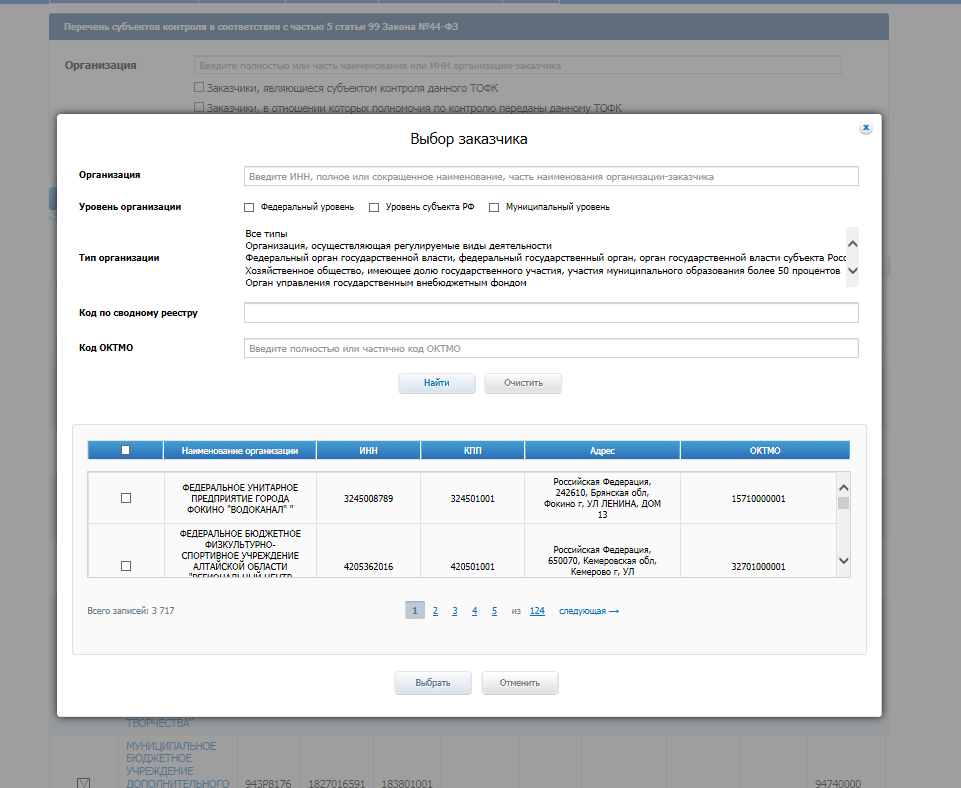 Перечень субъектов контроля в соответствии с частью 5 статьи 99 Закона №44-ФЗ
Организация
Введите полностью или часть наименования или ИНН организации-заказчика
Заказчики, являющиеся субъектом контроля данного ТОФК
Заказчики, в отношении которых полномочия по контролю переданы данному ТОФК
x
Выбор заказчика
Организация
Введите ИНН, полное или сокращенное наименование, часть наименования организации-заказчика
Уровень организации
Федеральный уровень
Уровень субъекта РФ
Муниципальный уровень
Тип организации
Все типы
Организация, осуществляющая регулируемые виды деятельности
Федеральный орган государственной власти, федеральный государственный орган, орган государственной власти субъекта Росс
Хозяйственное общество, имеющее долю государственного участия, участия муниципального образования более 50 процентов
Орган управления государственным внебюджетным фондом
Код по сводному реестру
Код ОКТМО
Введите полностью или частично код ОКТМО
Найти
Очистить
Наименование организации ИНН КПП Адрес ОКТМО
ФЕДЕРАЛЬНОЕ УНИТАРНОЕ
ПРЕДПРИЯТИЕ ГОРОДА
ФОКИНО "ВОДОКАНАЛ" "
3245008789
324501001
Российская Федерация,
242610, Брянская обл,
Фокино г, УЛ ЛЕНИНА, ДОМ
13
15710000001
ФЕДЕРАЛЬНОЕ БЮДЖЕТНОЕ
ФИЗКУЛЬТУРНО-
СПОРТИВНОЕ УЧРЕЖДЕНИЕ
АЛТАЙСКОЙ ОБЛАСТИ
"РЕГИОНАЛЬНЫЙ ЦЕНТР
4205362016
420501001
Российская Федерация,
650070, Кемеровская обл,
Кемерово г, УЛ
32701000001
Всего записей: 3 717
1 2 3 4 5 из 124 следующая →
Выбрать
Отменить
ТВОРЧЕСТВА"
МУНИЦИПАЛЬНОЕ
БЮДЖЕТНОЕ
УЧРЕЖДЕНИЕ
ДОПОЛНИТЕЛЬНОГО
943Р8176
1827016591
183801001
94740000